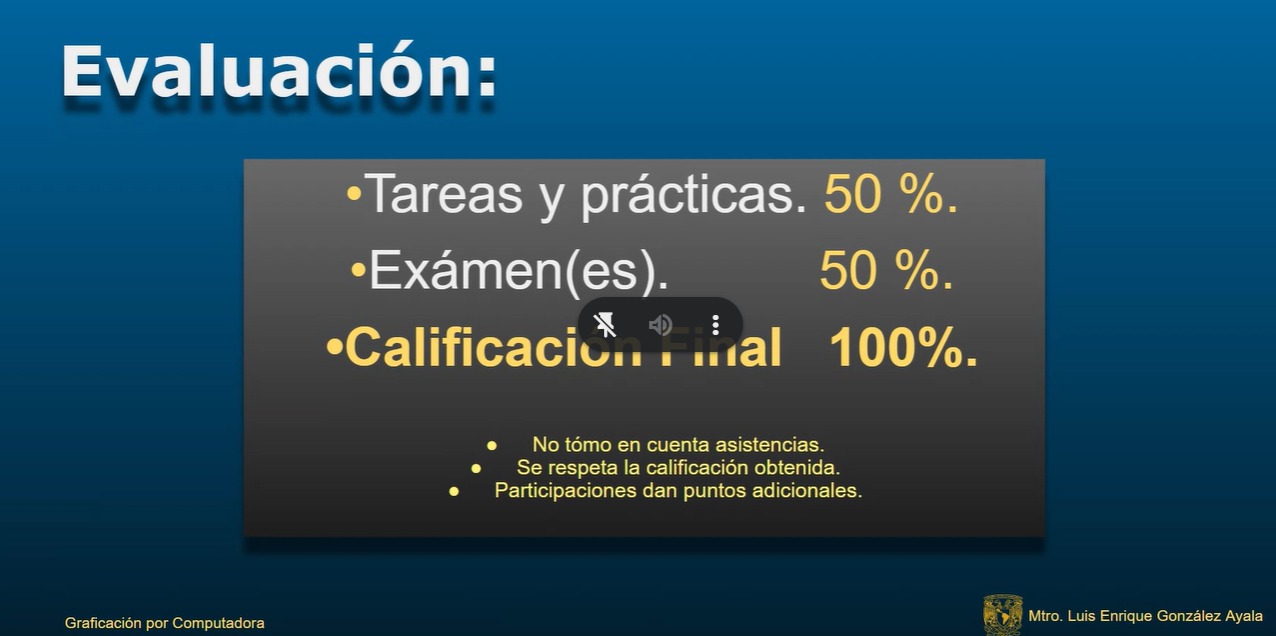 Evaluación:
•Tareas y prácticas. 50 %.
•Exámen(es). 50 %.
•Calificación Final 100%.
● No tómo en cuenta asistencias.
● Se respeta la calificación obtenida.
● Participaciones dan puntos adicionales.
Graficación por Computadora
Mtro. Luis Enrique González Ayala